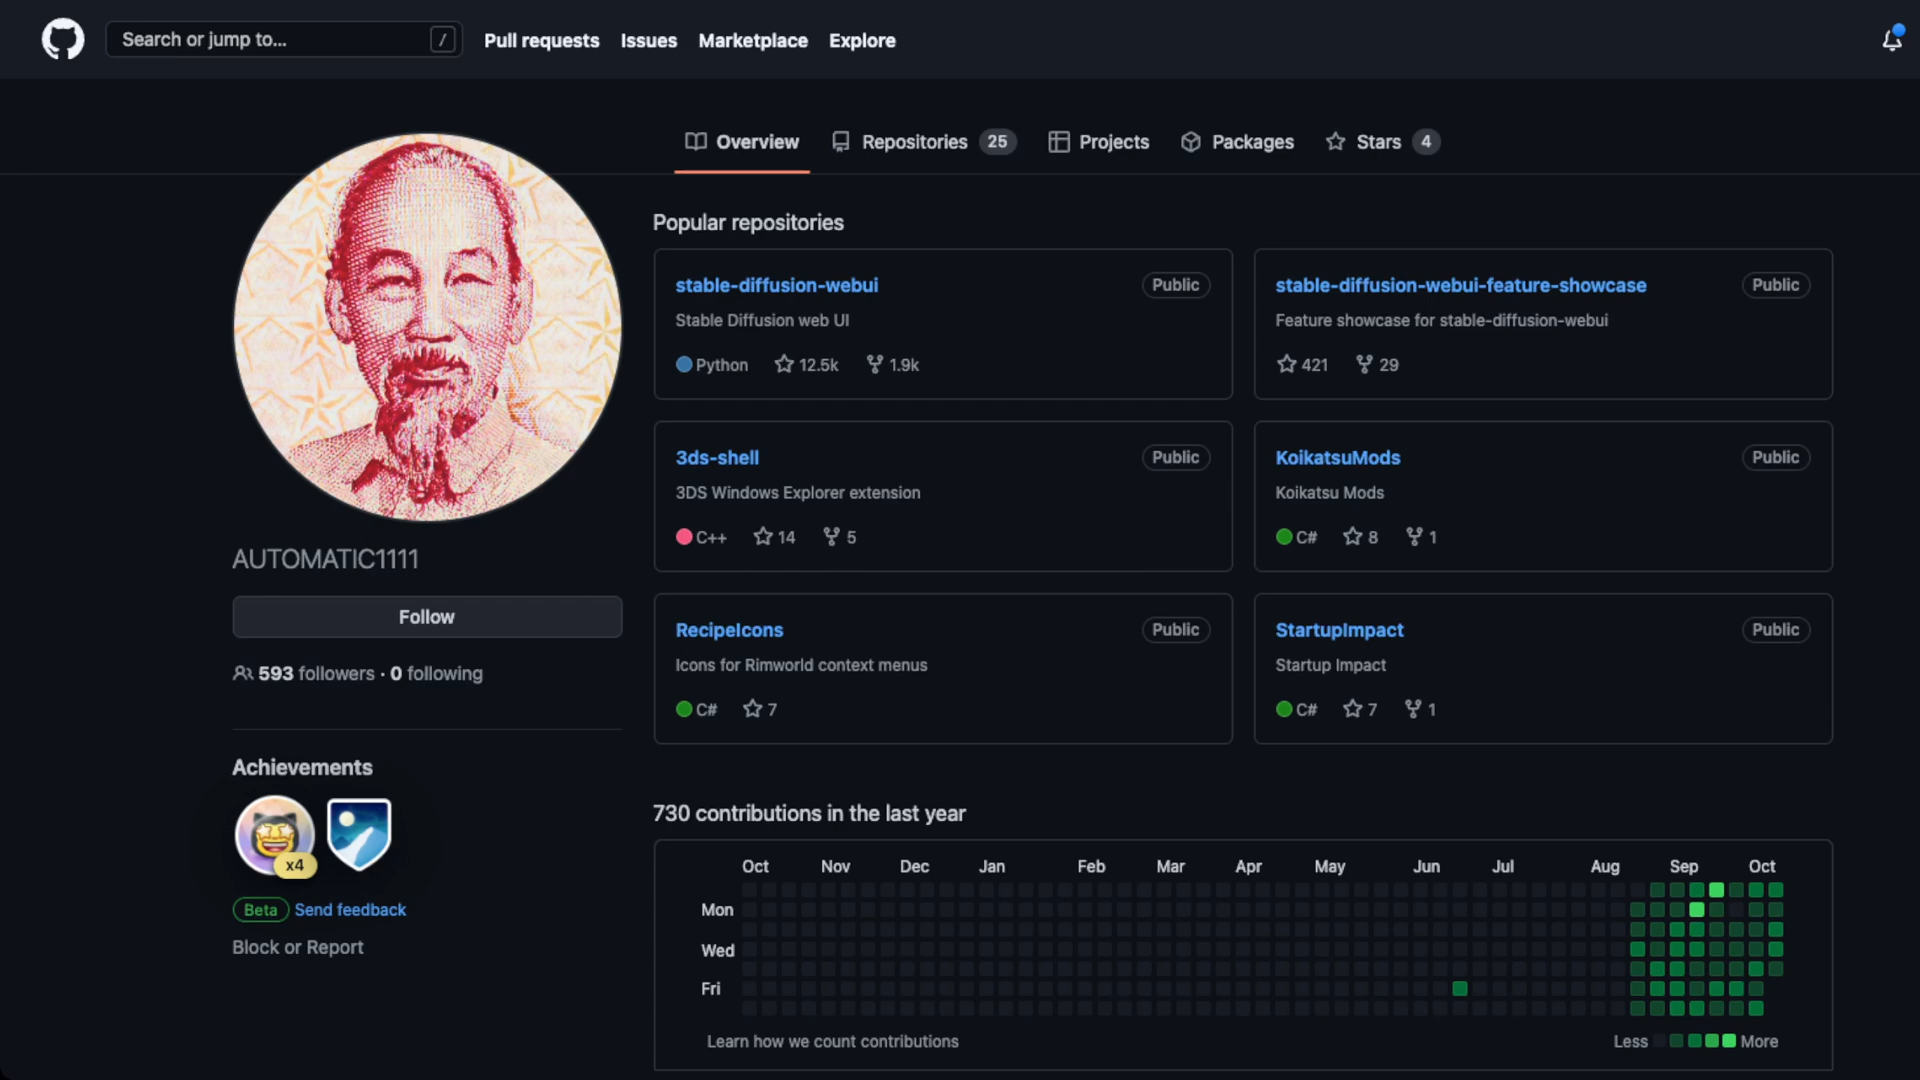 Search or jump to...
/
Pull requests
Issues
Marketplace
Explore
Overview
Repositories 25
Projects
Packages
Stars 4
AUTOMATIC1111
Follow
593 followers · 0 following
Achievements
x4
Beta Send feedback
Block or Report
Popular repositories
stable-diffusion-webui
Public
Stable Diffusion web UI
Python 12.5k 1.9k
stable-diffusion-webui-feature-showcase
Public
Feature showcase for stable-diffusion-webui
421 29
3ds-shell
Public
3DS Windows Explorer extension
C++ 14 5
KoikatsuMods
Public
Koikatsu Mods
C# 8 1
RecipeIcons
Public
Icons for Rimworld context menus
C# 7
StartupImpact
Public
Startup Impact
C# 7 1
730 contributions in the last year
Oct Nov Dec Jan Feb Mar Apr May Jun Jul Aug Sep Oct
Mon
Wed
Fri
Learn how we count contributions
Less More